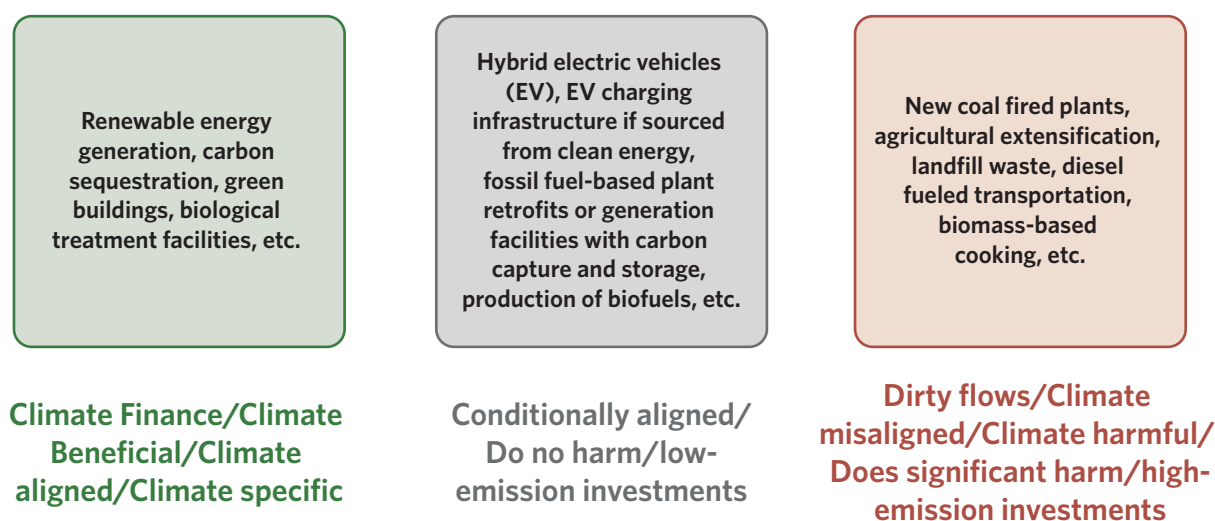 Renewable energy
generation, carbon
sequestration, green
buildings, biological
treatment facilities, etc.
Climate Finance/Climate
Beneficial/Climate
aligned/Climate specific
Hybrid electric vehicles
(EV), EV charging
infrastructure if sourced
from clean energy,
fossil fuel-based plant
retrofits or generation
facilities with carbon
capture and storage,
production of biofuels, etc.
Conditionally aligned/
Do no harm/low-
emission investments
New coal fired plants,
agricultural extensification,
landfill waste, diesel
fueled transportation,
biomass-based
cooking, etc.
Dirty flows/Climate
misaligned/Climate harmful/
Does significant harm/high-
emission investments